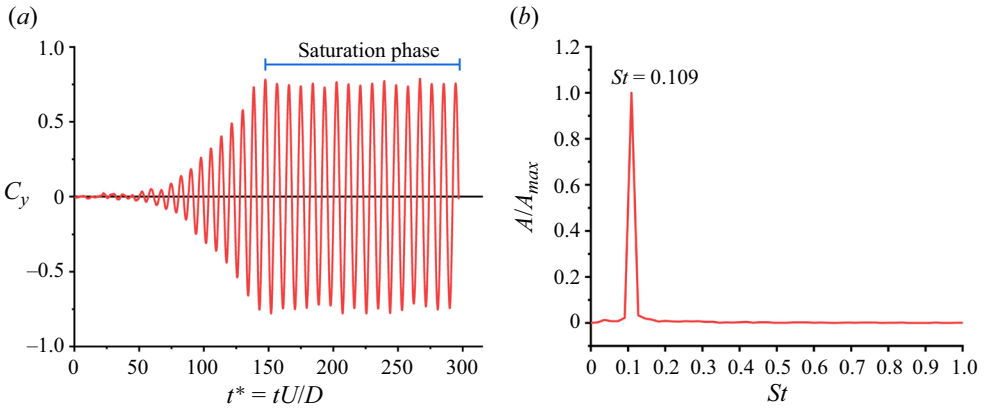 (a)
Saturation phase
1.0
0.5
0
−0.5
−1.0
C_y
0 50 100 150 200 250 300
t* = tU/D
(b)
St = 0.109
1.2
1.0
0.8
0.6
0.4
0.2
0
A/A_max
0 0.1 0.2 0.3 0.4 0.5 0.6 0.7 0.8 0.9 1.0
St